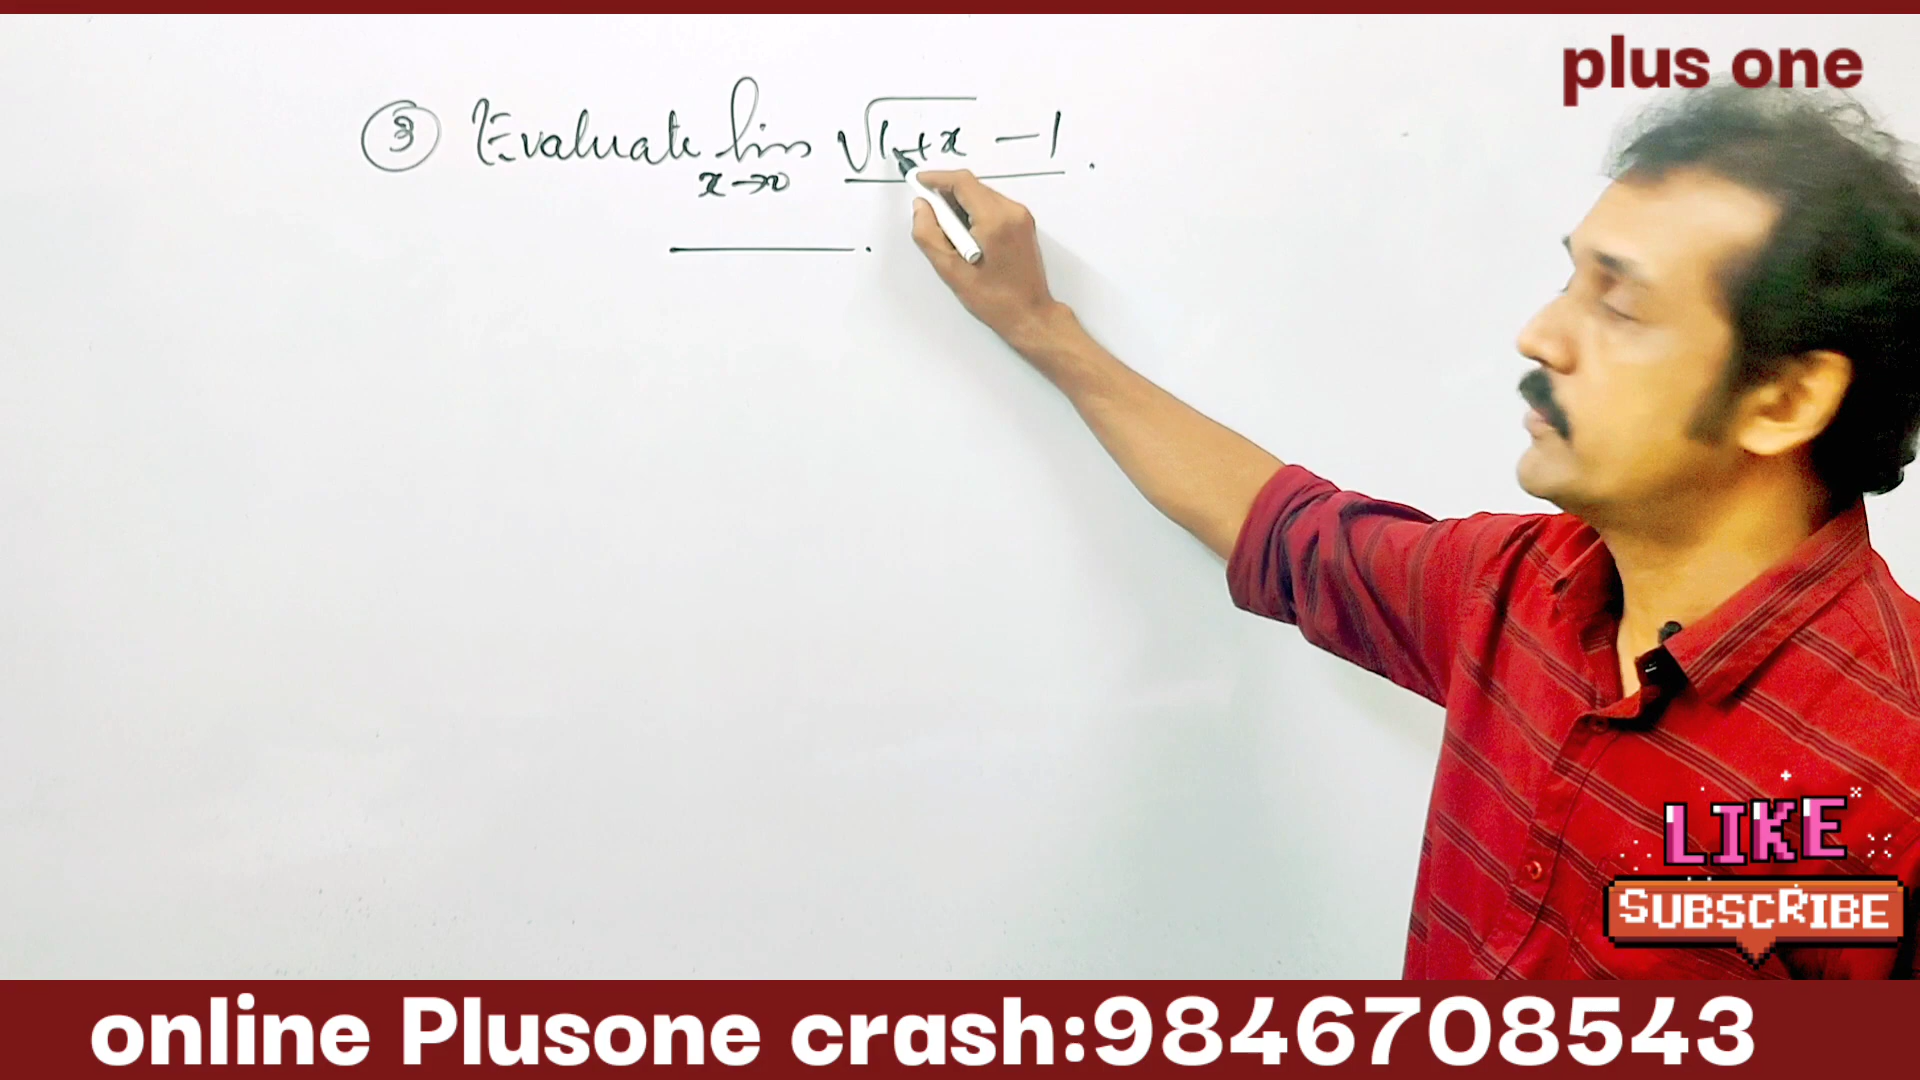 plus one
③ Evaluate lim √1+x - 1 .
x→0
LIKE
SUBSCRIBE
online Plusone crash:9846708543